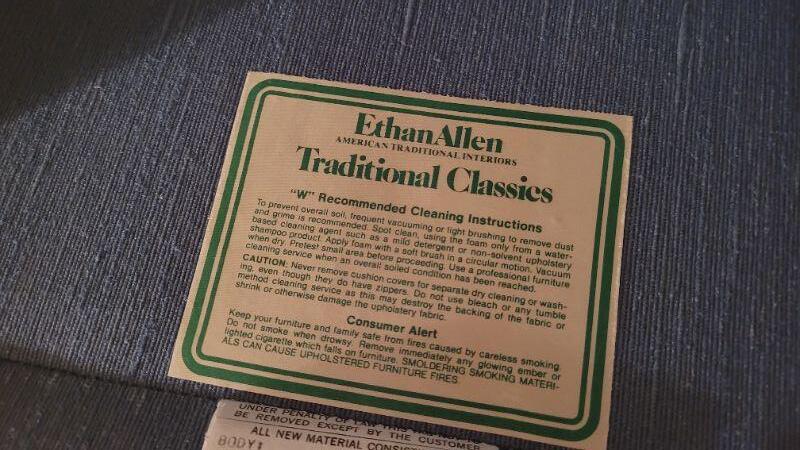 Ethan Allen
AMERICAN TRADITIONAL INTERIORS
Traditional Classics
"W" Recommended Cleaning Instructions
To prevent overall soil, frequent vacuuming or light brushing to remove dust
and grime is recommended. Spot clean, using the foam only from a water-
based cleaning agent such as a mild detergent or non-solvent upholstery
shampoo product. Apply foam with a soft brush in a circular motion. Vacuum
when dry. Pretest small area before proceeding. Use a professional furniture
cleaning service when an overall soiled condition has been reached.
CAUTION: Never remove cushion covers for separate dry cleaning or wash-
ing, even though they do have zippers. Do not use bleach or any tumble
method cleaning service as this may destroy the backing of the fabric or
shrink or otherwise damage the upholstery fabric.
Consumer Alert
Keep your furniture and family safe from fires caused by careless smoking.
Do not smoke when drowsy. Remove immediately any glowing ember or
lighted cigarette which falls on furniture. SMOLDERING SMOKING MATERI-
ALS CAN CAUSE UPHOLSTERED FURNITURE FIRES.
UNDER PENALTY OF LAW THIS TAG NOT TO
BE REMOVED EXCEPT BY THE CUSTOMER
ALL NEW MATERIAL
BODY: